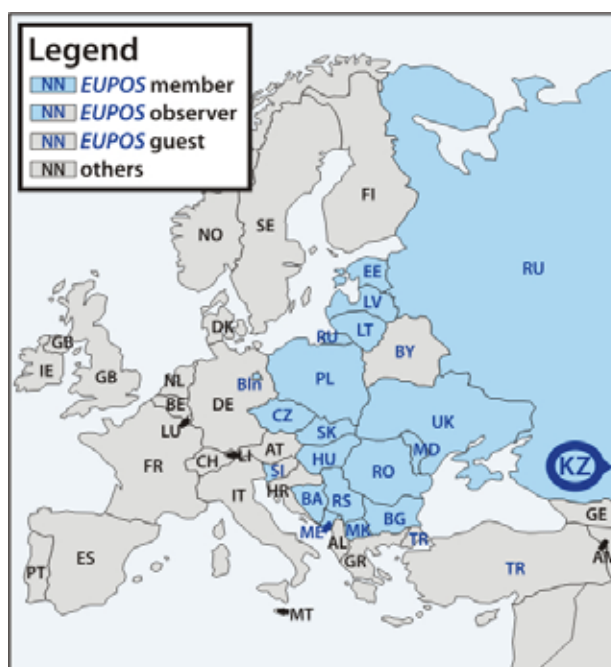 Legend
NN EUPOS member
NN EUPOS observer
NN EUPOS guest
NN others
FI
NO
SE
RU
EE
LV
DK
LT
RU
GB
BY
IE
GB
NL
Bln
PL
BE
DE
LU
CZ
UK
SK
FR
AT
MD
CH
LI
HU
SI
RO
KZ
HR
IT
BA
RS
GE
BG
ME
MK
TR
AL
AM
ES
GR
PT
TR
MT